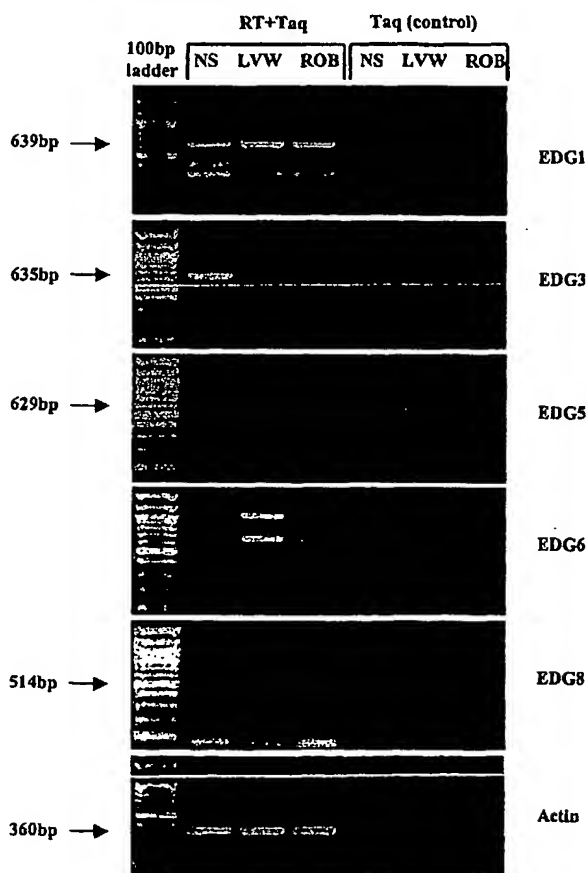 RT+Taq Taq (control)
100bp ladder NS LVW ROB NS LVW ROB
639bp EDG1
635bp EDG3
629bp EDG5
EDG6
514bp EDG8
Actin
360bp